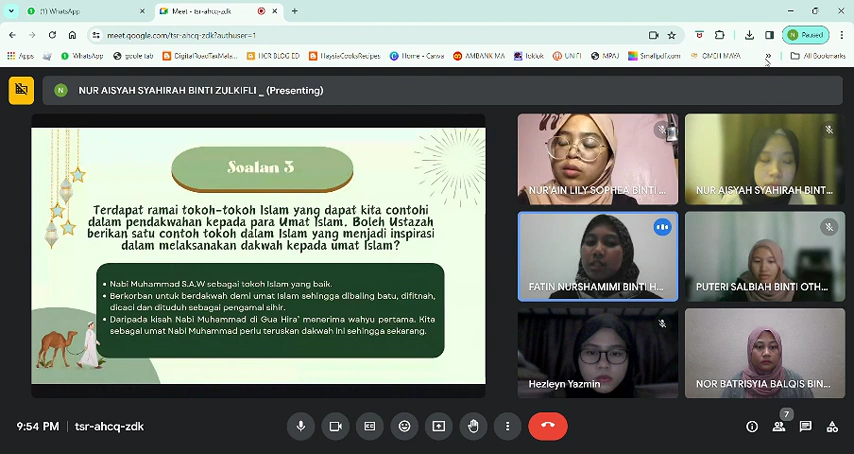 (1) WhatsApp
Meet - tsr-ahcq-zdk
meet.google.com/tsr-ahcq-zdk?authuser=1
N Paused
Apps
WhatsApp
DigitalRoadTaxMala...
HCR BLOG ED
HaysiaCooksRecipes
Home - Canva
AMBANK MA
UNIFI
MPAJ
Smallpdf.com
OMEH MAYA
All Bookmarks
N NUR AISYAH SYAHIRAH BINTI ZULKIFLI _ (Presenting)
Soalan 3
Terdapat ramai tokoh-tokoh Islam yang dapat kita contohi
dalam pendakwahan kepada para Umat Islam. Boleh Ustazah
berikan satu contoh tokoh dalam Islam yang menjadi inspirasi
dalam melaksanakan dakwah kepada umat Islam?
• Nabi Muhammad S.A.W sebagai tokoh Islam yang baik.
• Berkorban untuk berdakwah demi umat Islam sehingga dibaling batu, difitnah,
dicaci dan dituduh sebagai pengamal sihir.
• Daripada kisah Nabi Muhammad di Gua Hira' menerima wahyu pertama. Kita
sebagai umat Nabi Muhammad perlu teruskan dakwah ini sehingga sekarang.
NUR'AIN LILY SOPHEA BINTI ...
NUR AISYAH SYAHIRAH BINT...
FATIN NURSHAMIMI BINTI H...
PUTERI SALBIAH BINTI OTH...
Hezleyn Yazmin
NOR BATRISYIA BALQIS BIN...
9:54 PM | tsr-ahcq-zdk
7